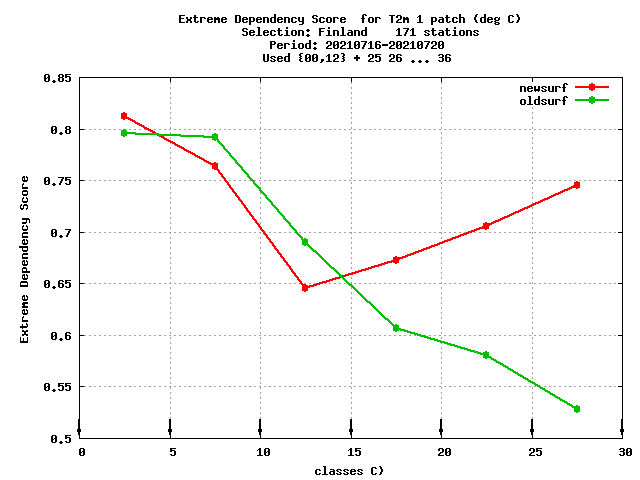 Extreme Dependency Score  for T2m 1 patch (deg C)
Selection: Finland    171 stations
Period: 20210716-20210720
Used {00,12} + 25 26 ... 36
newsurf
oldsurf
Extreme Dependency Score
0.85
0.8
0.75
0.7
0.65
0.6
0.55
0.5
0 5 10 15 20 25 30
classes C)